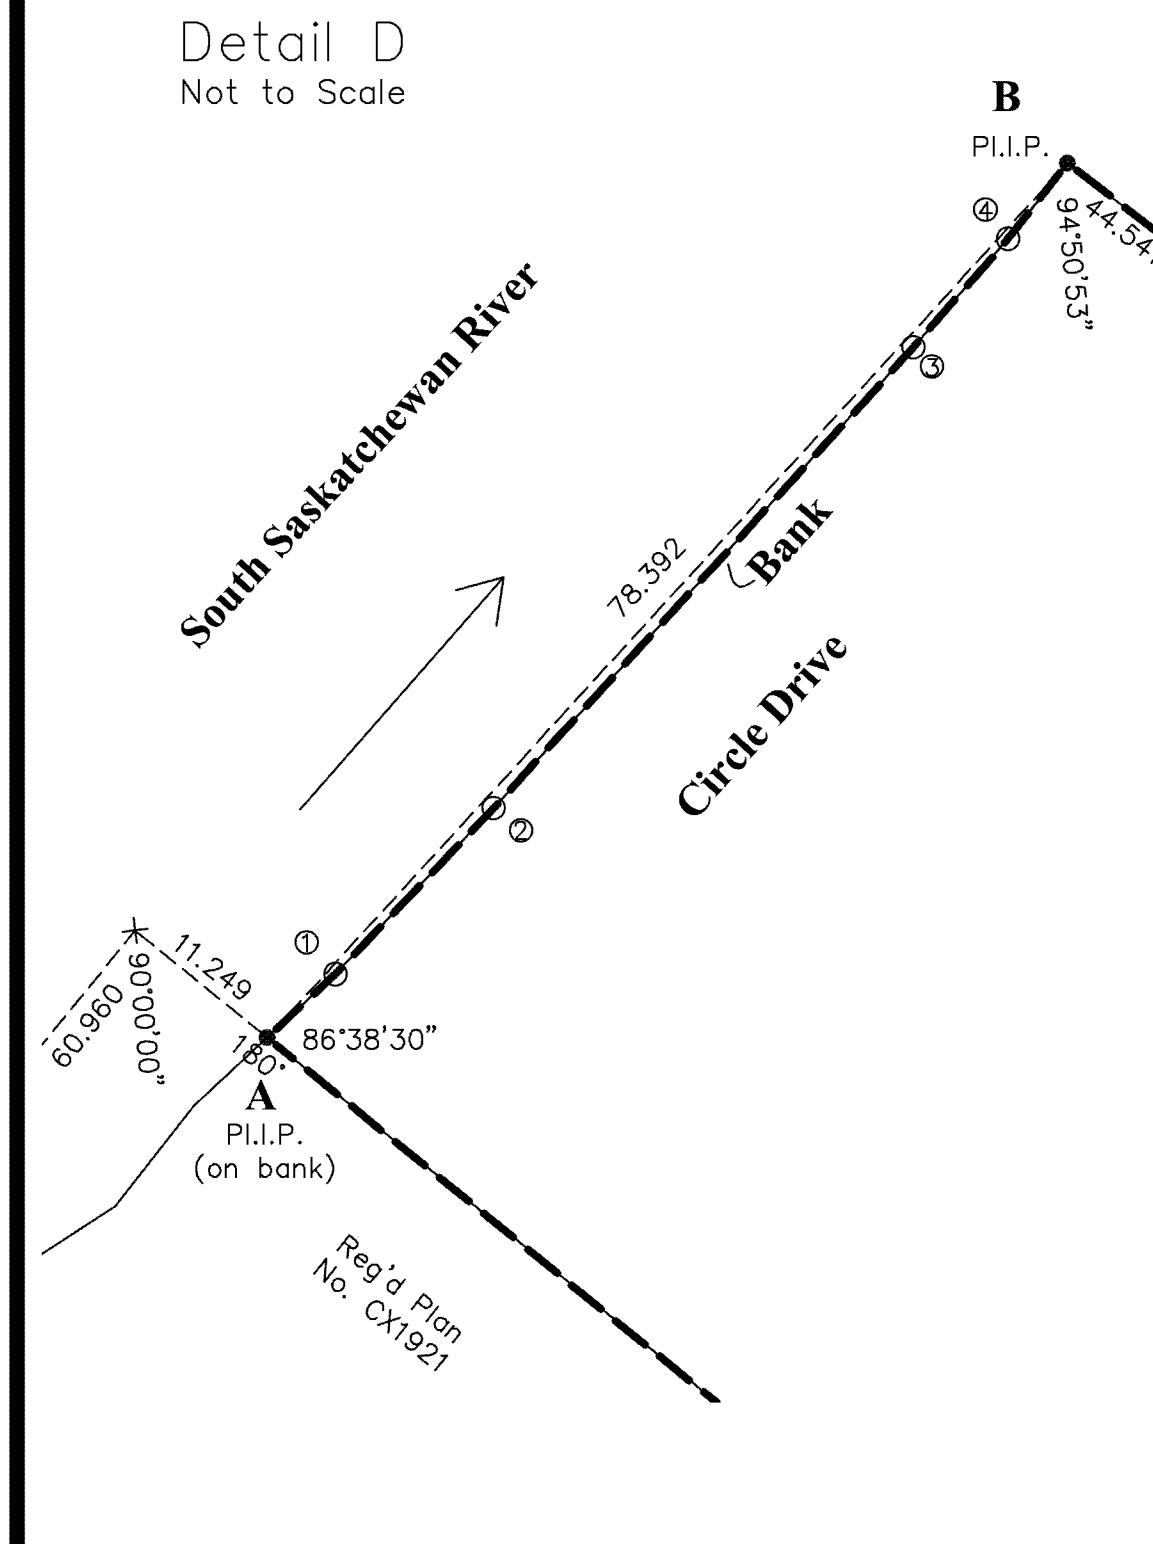 Detail D
Not to Scale
B
Pl.I.P.
④
44.54
94°50'53"
③
South Saskatchewan River
Bank
78.392
Circle Drive
②
①
11.249
90°00'00"
60.960
86°38'30"
180°
A
Pl.I.P.
(on bank)
Reg'd Plan
No. CX1921